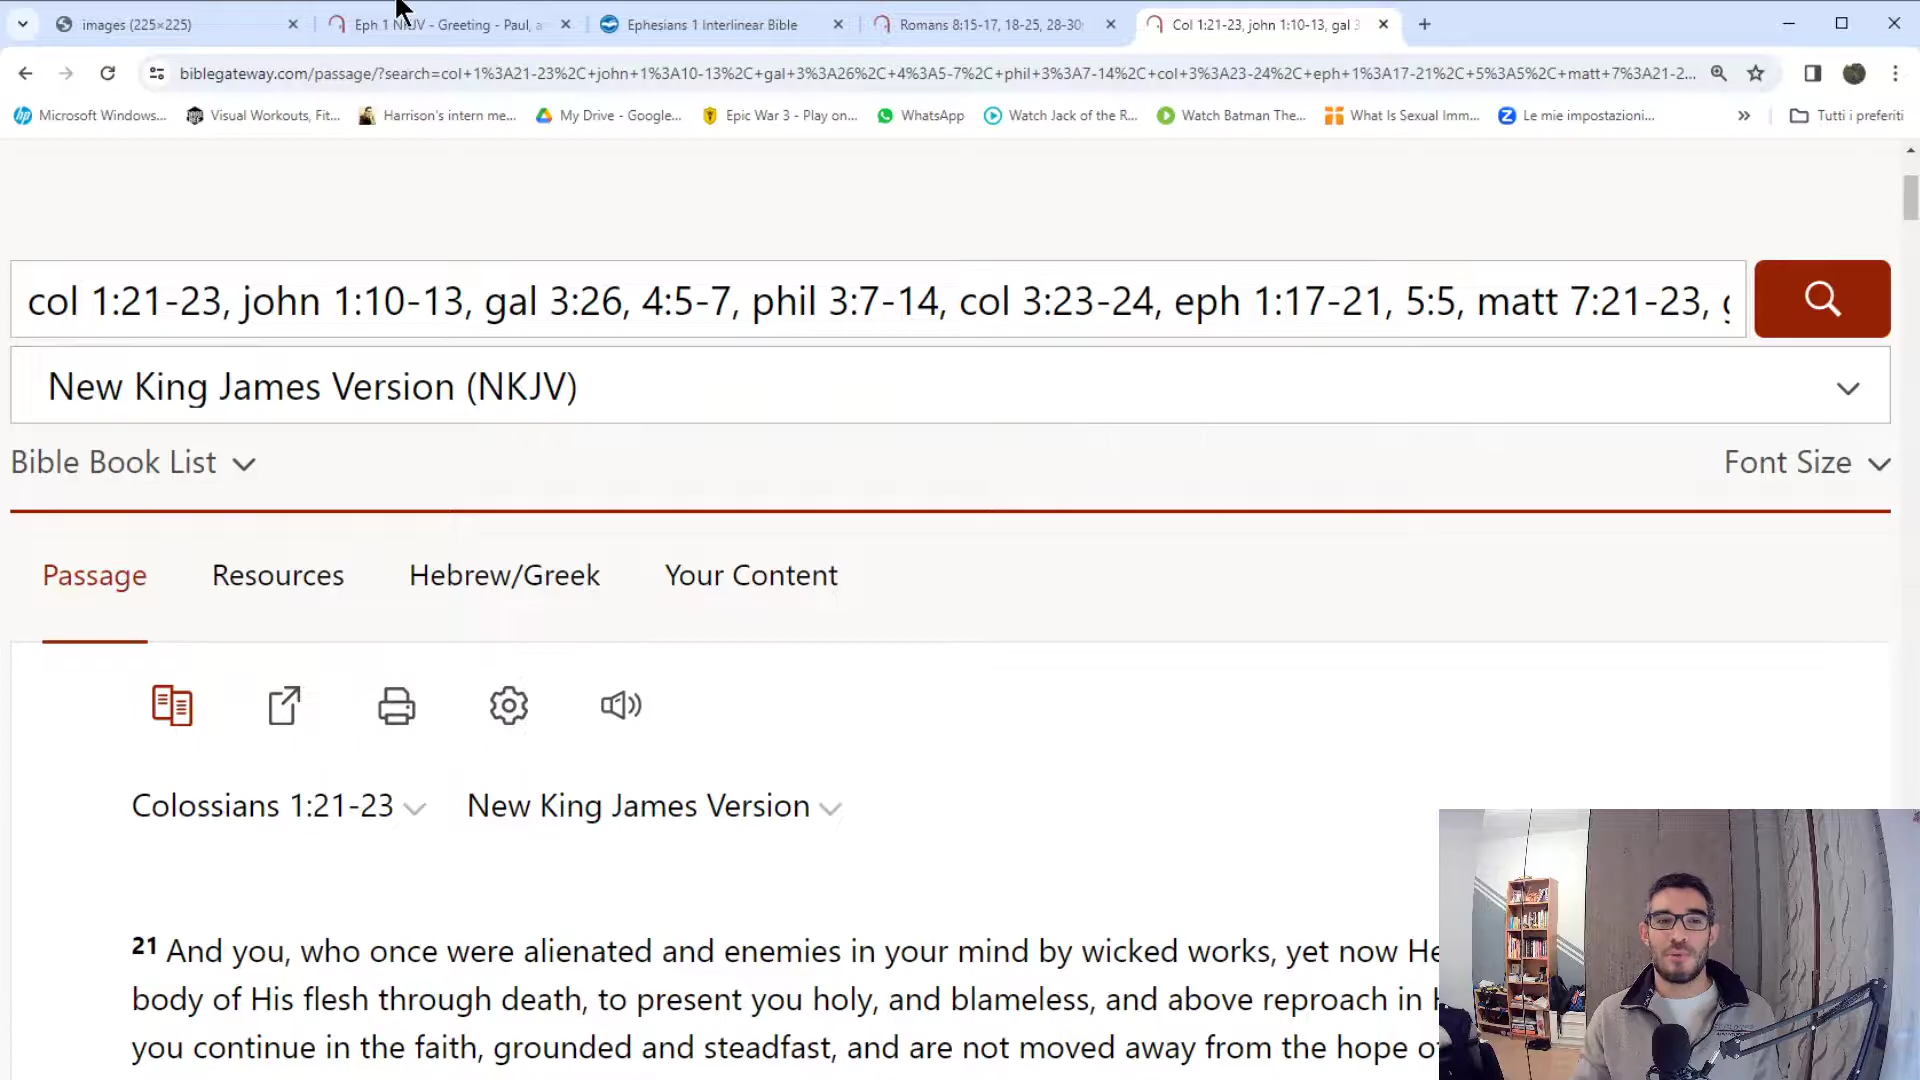 images (225×225)
Eph 1 NKJV - Greeting - Paul, a
Ephesians 1 Interlinear Bible
Romans 8:15-17, 18-25, 28-30
Col 1:21-23, john 1:10-13, gal 3
biblegateway.com/passage/?search=col+1%3A21-23%2C+john+1%3A10-13%2C+gal+3%3A26%2C+4%3A5-7%2C+phil+3%3A7-14%2C+col+3%3A23-24%2C+eph+1%3A17-21%2C+5%3A5%2C+matt+7%3A21-2...
Microsoft Windows...
Visual Workouts, Fit...
Harrison's intern me...
My Drive - Google...
Epic War 3 - Play on...
WhatsApp
Watch Jack of the R...
Watch Batman The...
What Is Sexual Imm...
Le mie impostazioni...
Tutti i preferiti
col 1:21-23, john 1:10-13, gal 3:26, 4:5-7, phil 3:7-14, col 3:23-24, eph 1:17-21, 5:5, matt 7:21-23,
New King James Version (NKJV)
Bible Book List
Font Size
Passage
Resources
Hebrew/Greek
Your Content
Colossians 1:21-23
New King James Version
21 And you, who once were alienated and enemies in your mind by wicked works, yet now He
body of His flesh through death, to present you holy, and blameless, and above reproach in
you continue in the faith, grounded and steadfast, and are not moved away from the hope